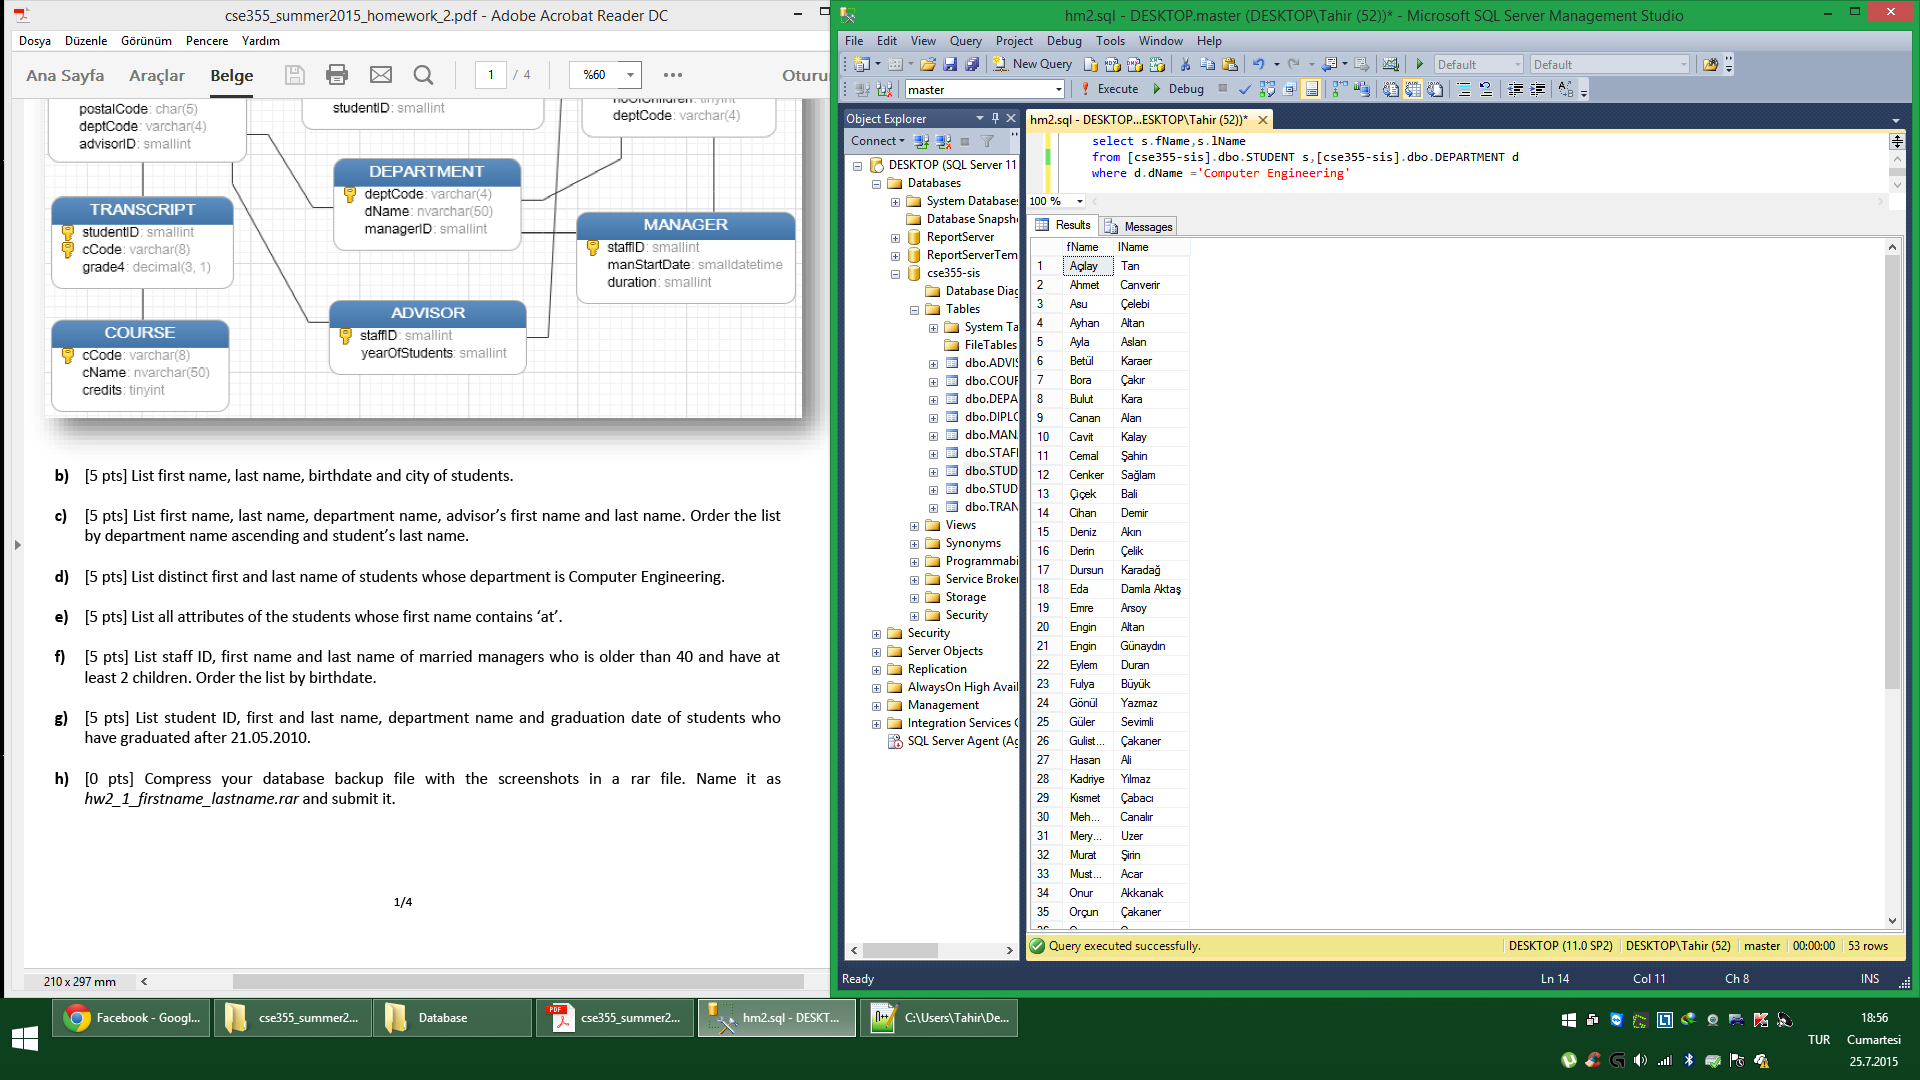 cse355_summer2015_homework_2.pdf - Adobe Acrobat Reader DC
Dosya Düzenle Görünüm Pencere Yardım
Ana Sayfa Araçlar Belge 1 / 4 %60 Oturu
postalCode: char(5)
deptCode: varchar(4)
advisorID: smallint
studentID: smallint
noOfChildren: tinyint
deptCode: varchar(4)
DEPARTMENT
deptCode: varchar(4)
dName: nvarchar(50)
managerID: smallint
TRANSCRIPT
studentID: smallint
cCode: varchar(8)
grade4: decimal(3, 1)
MANAGER
staffID: smallint
manStartDate: smalldatetime
duration: smallint
ADVISOR
staffID: smallint
yearOfStudents: smallint
COURSE
cCode: varchar(8)
cName: nvarchar(50)
credits: tinyint
b) [5 pts] List first name, last name, birthdate and city of students.
c) [5 pts] List first name, last name, department name, advisor's first name and last name. Order the list
by department name ascending and student's last name.
d) [5 pts] List distinct first and last name of students whose department is Computer Engineering.
e) [5 pts] List all attributes of the students whose first name contains 'at'.
f) [5 pts] List staff ID, first name and last name of married managers who is older than 40 and have at
least 2 children. Order the list by birthdate.
g) [5 pts] List student ID, first and last name, department name and graduation date of students who
have graduated after 21.05.2010.
h) [0 pts] Compress your database backup file with the screenshots in a rar file. Name it as
hw2_1_firstname_lastname.rar and submit it.
1/4
210 x 297 mm
hm2.sql - DESKTOP.master (DESKTOP\Tahir (52))* - Microsoft SQL Server Management Studio
File Edit View Query Project Debug Tools Window Help
New Query Default Default
master Execute Debug
Object Explorer
Connect
DESKTOP (SQL Server 11
Databases
System Databases
Database Snapsh
ReportServer
ReportServerTem
cse355-sis
Database Diag
Tables
System Ta
FileTables
dbo.ADVIS
dbo.COUR
dbo.DEPA
dbo.DIPLO
dbo.MAN
dbo.STAF
dbo.STUD
dbo.STUD
dbo.TRAN
Views
Synonyms
Programmabi
Service Broker
Storage
Security
Security
Server Objects
Replication
AlwaysOn High Avail
Management
Integration Services C
SQL Server Agent (Ag
hm2.sql - DESKTOP...ESKTOP\Tahir (52))*
select s.fName,s.lName
from [cse355-sis].dbo.STUDENT s,[cse355-sis].dbo.DEPARTMENT d
where d.dName ='Computer Engineering'
100 %
Results Messages
fName lName
1 Açılay Tan
2 Ahmet Canverir
3 Asu Çelebi
4 Ayhan Altan
5 Ayla Aslan
6 Betül Karaer
7 Bora Çakır
8 Bulut Kara
9 Canan Alan
10 Cavit Kalay
11 Cemal Şahin
12 Cenker Sağlam
13 Çiçek Bali
14 Cihan Demir
15 Deniz Akın
16 Derin Çelik
17 Dursun Karadağ
18 Eda Damla Aktaş
19 Emre Arsoy
20 Engin Altan
21 Engin Günaydın
22 Eylem Duran
23 Fulya Büyük
24 Gönül Yazmaz
25 Güler Sevimli
26 Gulist... Çakaner
27 Hasan Ali
28 Kadriye Yılmaz
29 Kısmet Çabacı
30 Meh... Canalır
31 Mery... Uzer
32 Murat Şirin
33 Must... Acar
34 Onur Akkanak
35 Orçun Çakaner
Query executed successfully. DESKTOP (11.0 SP2) DESKTOP\Tahir (52) master 00:00:00 53 rows
Ready Ln 14 Col 11 Ch 8 INS
Facebook - Googl... cse355_summer2... Database cse355_summer2... hm2.sql - DESKT... C:\Users\Tahir\De...
TUR
18:56
Cumartesi
25.7.2015